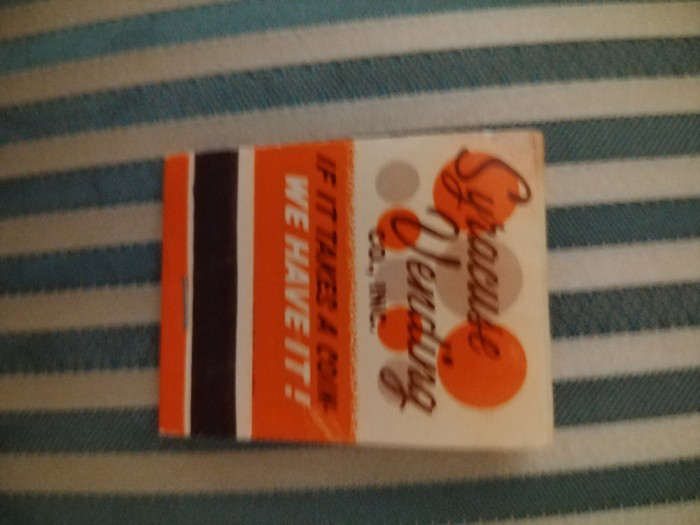 Syracuse
Vending
CO., INC.
IF IT TAKES A COIN-
WE HAVE IT!